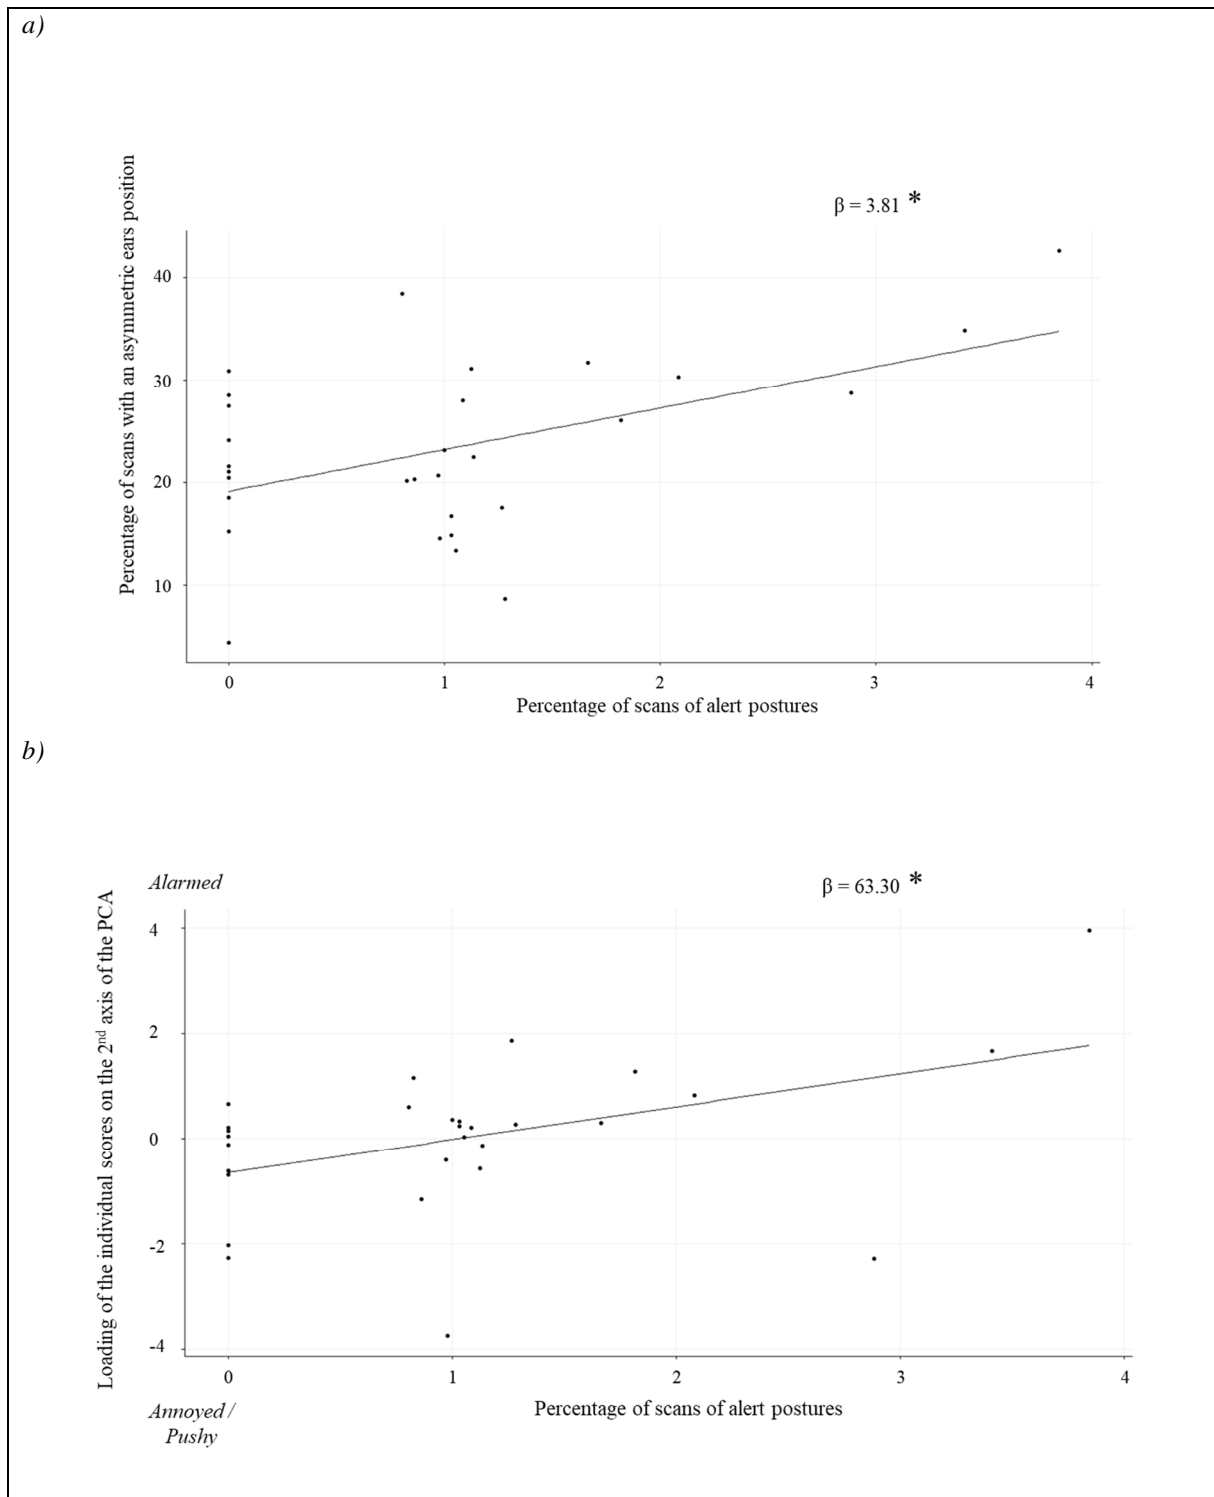 a)
Percentage of scans with an asymmetric ears position
β = 3.81 *
40
30
20
10
0 1 2 3 4
Percentage of scans of alert postures
b)
Loading of the individual scores on the 2nd axis of the PCA
Alarmed
β = 63.30 *
4
2
0
-2
-4
0 1 2 3 4
Annoyed /
Pushy
Percentage of scans of alert postures